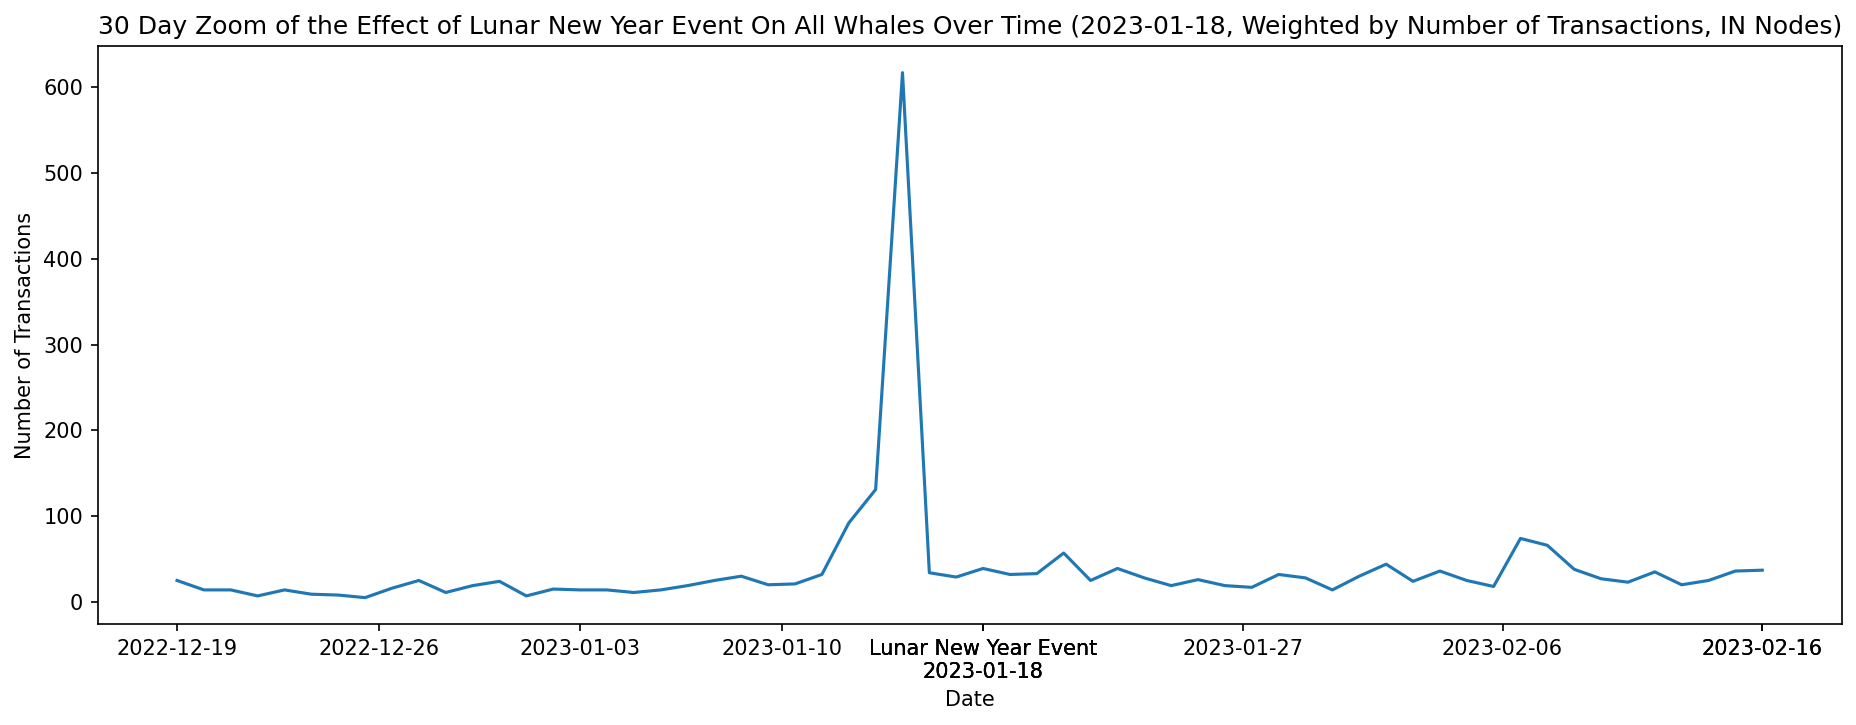 30 Day Zoom of the Effect of Lunar New Year Event On All Whales Over Time (2023-01-18, Weighted by Number of Transactions, IN Nodes)
Number of Transactions
600
500
400
300
200
100
0
2022-12-19 2022-12-26 2023-01-03 2023-01-10 Lunar New Year Event 2023-01-27 2023-02-06 2023-02-16
2023-01-18
Date